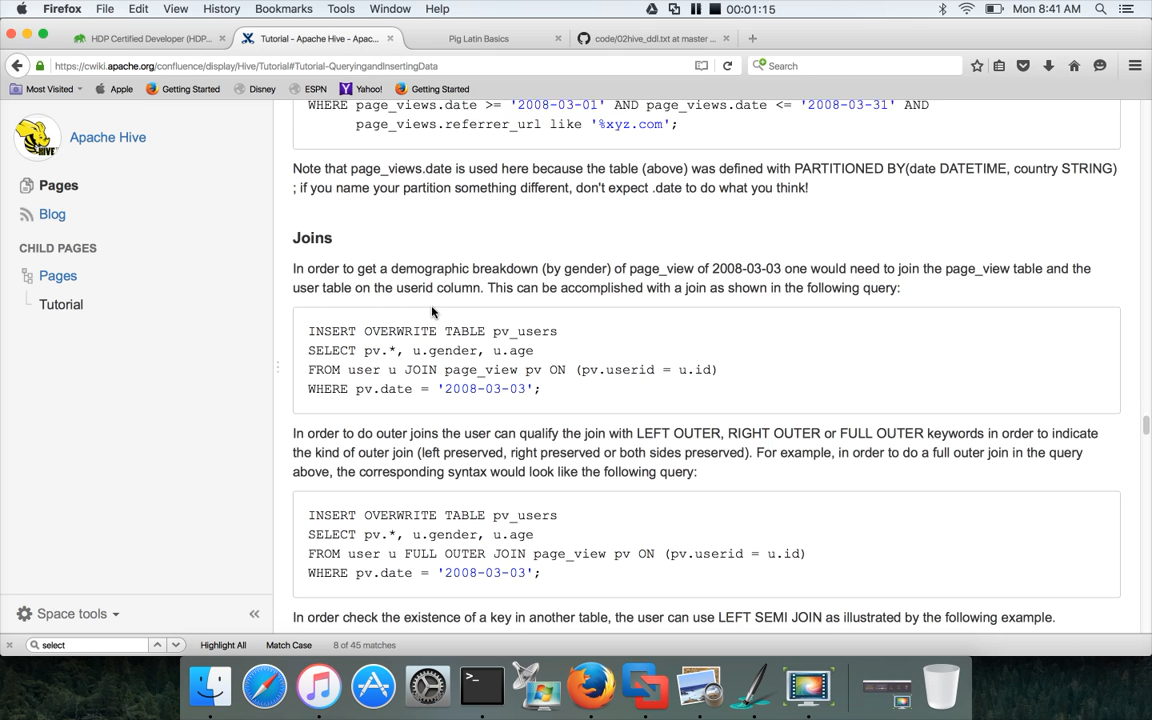 Firefox File Edit View History Bookmarks Tools Window Help 00:01:15 Mon 8:41 AM
HDP Certified Developer (HDP... Tutorial - Apache Hive - Apac... Pig Latin Basics code/02hive_ddl.txt at master ...
https://cwiki.apache.org/confluence/display/Hive/Tutorial#Tutorial-QueryingandInsertingData Search
Most Visited Apple Getting Started Disney ESPN Yahoo! Getting Started
WHERE page_views.date >= '2008-03-01' AND page_views.date <= '2008-03-31' AND
page_views.referrer_url like '%xyz.com';
Apache Hive
Pages
Blog
CHILD PAGES
Pages
Tutorial
Note that page_views.date is used here because the table (above) was defined with PARTITIONED BY(date DATETIME, country STRING)
; if you name your partition something different, don't expect .date to do what you think!
Joins
In order to get a demographic breakdown (by gender) of page_view of 2008-03-03 one would need to join the page_view table and the
user table on the userid column. This can be accomplished with a join as shown in the following query:
INSERT OVERWRITE TABLE pv_users
SELECT pv.*, u.gender, u.age
FROM user u JOIN page_view pv ON (pv.userid = u.id)
WHERE pv.date = '2008-03-03';
In order to do outer joins the user can qualify the join with LEFT OUTER, RIGHT OUTER or FULL OUTER keywords in order to indicate
the kind of outer join (left preserved, right preserved or both sides preserved). For example, in order to do a full outer join in the query
above, the corresponding syntax would look like the following query:
INSERT OVERWRITE TABLE pv_users
SELECT pv.*, u.gender, u.age
FROM user u FULL OUTER JOIN page_view pv ON (pv.userid = u.id)
WHERE pv.date = '2008-03-03';
In order check the existence of a key in another table, the user can use LEFT SEMI JOIN as illustrated by the following example.
Space tools
select Highlight All Match Case 8 of 45 matches